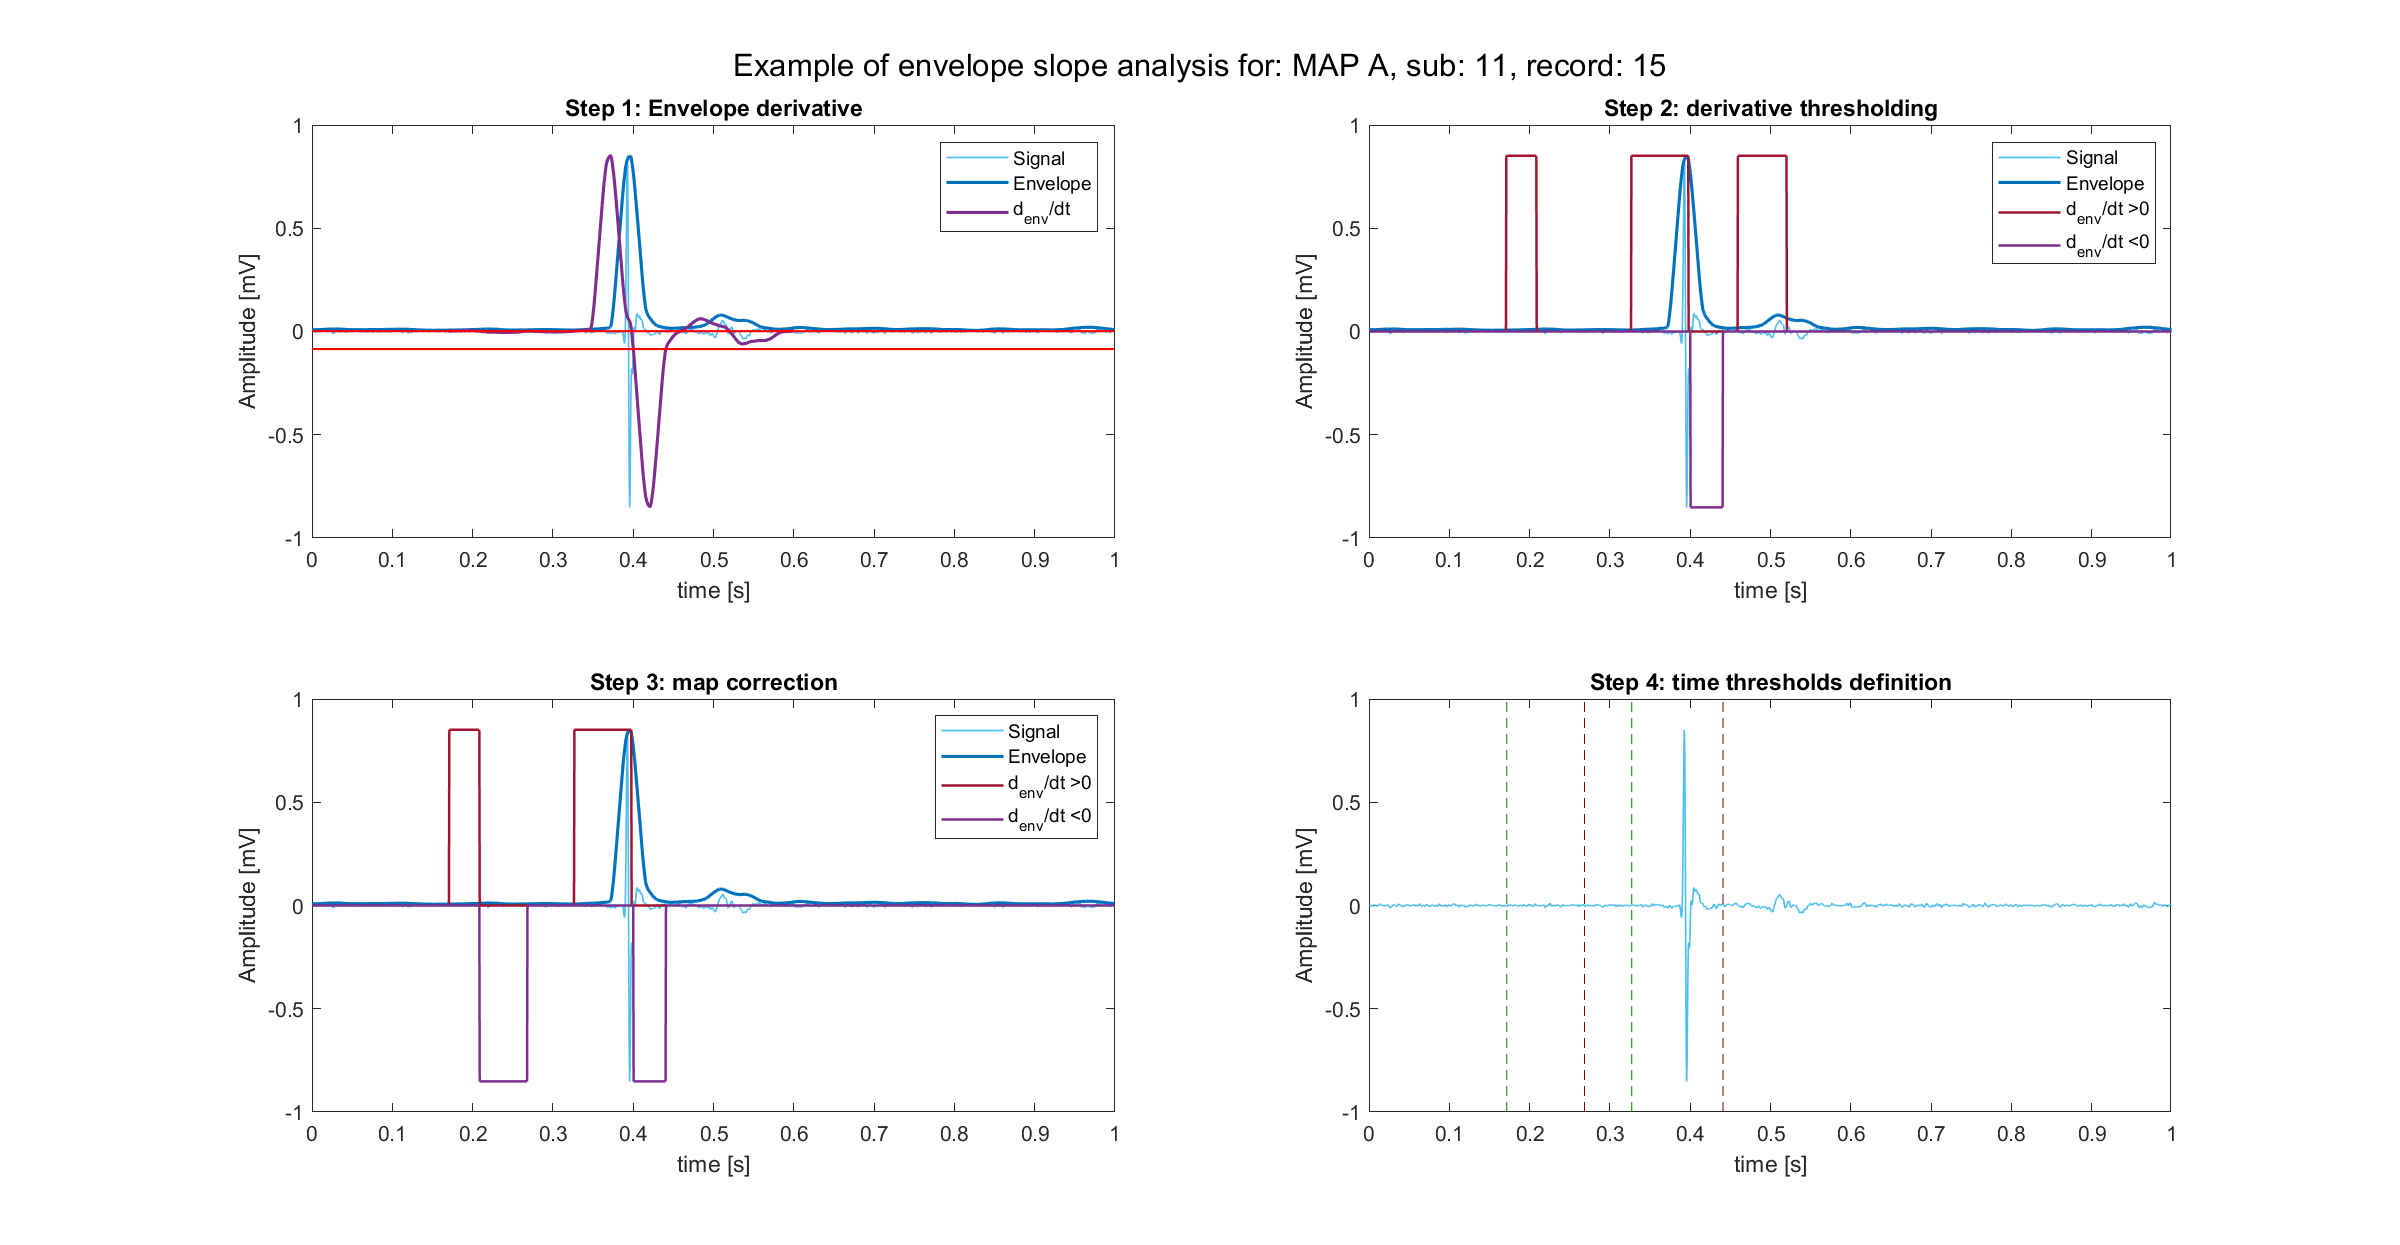 Example of envelope slope analysis for: MAP A, sub: 11, record: 15
Step 1: Envelope derivative
1
0.5
0
-0.5
-1
Amplitude [mV]
0 0.1 0.2 0.3 0.4 0.5 0.6 0.7 0.8 0.9 1
time [s]
Signal
Envelope
d_env/dt
Step 2: derivative thresholding
1
0.5
0
-0.5
-1
Amplitude [mV]
0 0.1 0.2 0.3 0.4 0.5 0.6 0.7 0.8 0.9 1
time [s]
Signal
Envelope
d_env/dt >0
d_env/dt <0
Step 3: map correction
1
0.5
0
-0.5
-1
Amplitude [mV]
0 0.1 0.2 0.3 0.4 0.5 0.6 0.7 0.8 0.9 1
time [s]
Signal
Envelope
d_env/dt >0
d_env/dt <0
Step 4: time thresholds definition
1
0.5
0
-0.5
-1
Amplitude [mV]
0 0.1 0.2 0.3 0.4 0.5 0.6 0.7 0.8 0.9 1
time [s]